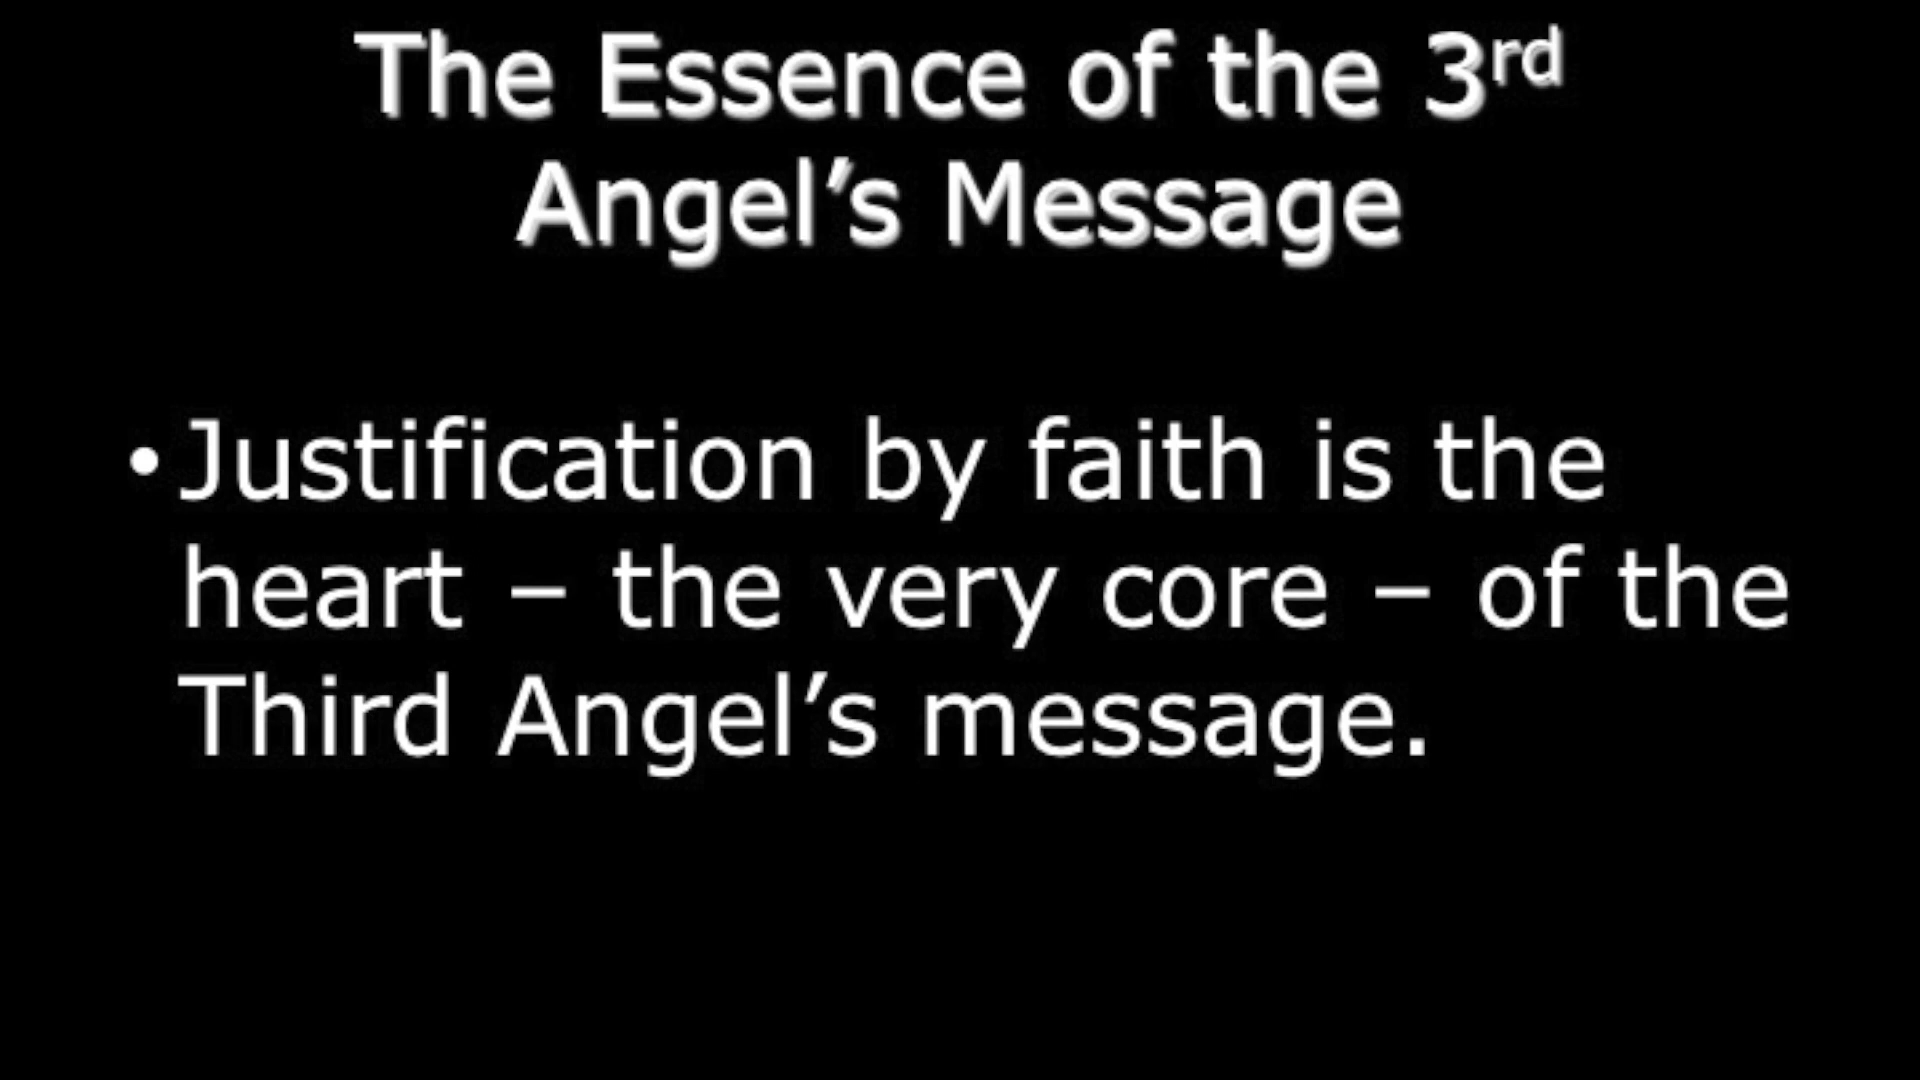 The Essence of the 3rd
Angel’s Message
•Justification by faith is the
heart – the very core – of the
Third Angel’s message.